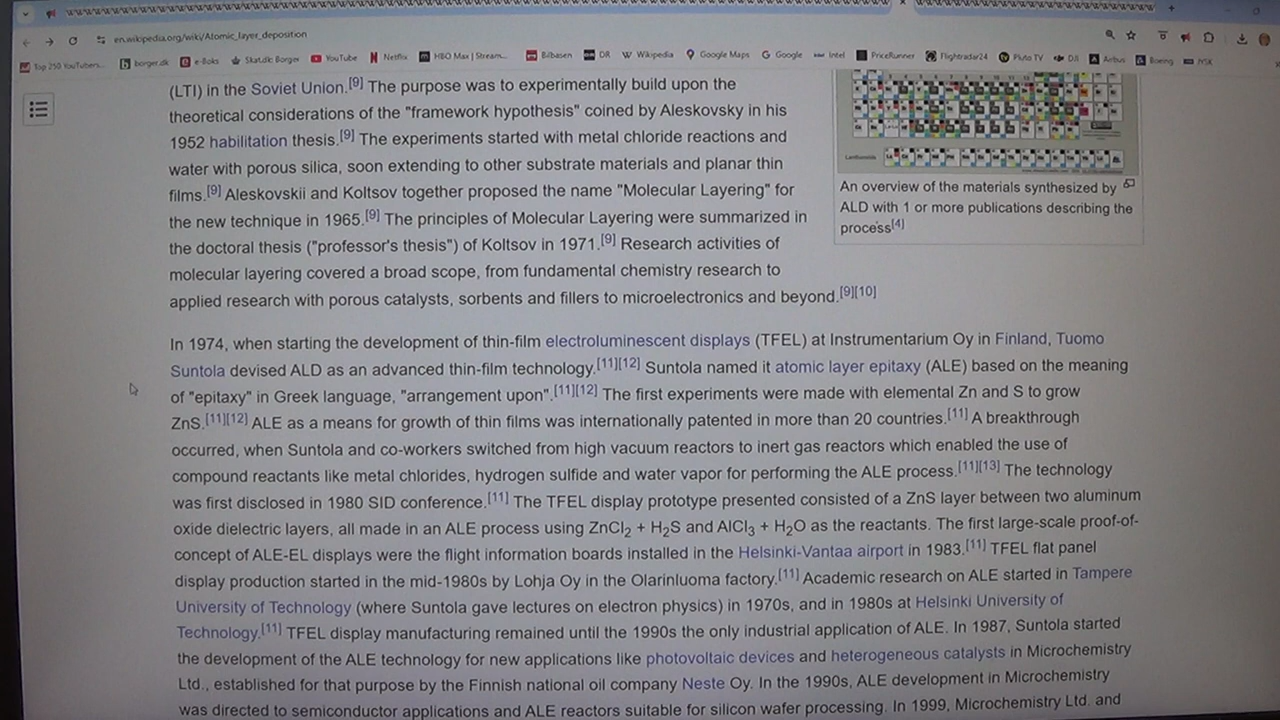 en.wikipedia.org/wiki/Atomic_layer_deposition
Top 250 YouTubers... borger.dk e-Boks Skat.dk: Borger YouTube Netflix HBO Max | Stream... Bilbasen DR Wikipedia Google Maps Google Intel PriceRunner Flightradar24 Pluto TV DJI Airbus Boeing JYSK
(LTI) in the Soviet Union.[9] The purpose was to experimentally build upon the
theoretical considerations of the "framework hypothesis" coined by Aleskovsky in his
1952 habilitation thesis.[9] The experiments started with metal chloride reactions and
water with porous silica, soon extending to other substrate materials and planar thin
films.[9] Aleskovskii and Koltsov together proposed the name "Molecular Layering" for
the new technique in 1965.[9] The principles of Molecular Layering were summarized in
the doctoral thesis ("professor's thesis") of Koltsov in 1971.[9] Research activities of
molecular layering covered a broad scope, from fundamental chemistry research to
applied research with porous catalysts, sorbents and fillers to microelectronics and beyond.[9][10]
An overview of the materials synthesized by
ALD with 1 or more publications describing the
process[4]
In 1974, when starting the development of thin-film electroluminescent displays (TFEL) at Instrumentarium Oy in Finland, Tuomo
Suntola devised ALD as an advanced thin-film technology.[11][12] Suntola named it atomic layer epitaxy (ALE) based on the meaning
of "epitaxy" in Greek language, "arrangement upon".[11][12] The first experiments were made with elemental Zn and S to grow
ZnS.[11][12] ALE as a means for growth of thin films was internationally patented in more than 20 countries.[11] A breakthrough
occurred, when Suntola and co-workers switched from high vacuum reactors to inert gas reactors which enabled the use of
compound reactants like metal chlorides, hydrogen sulfide and water vapor for performing the ALE process.[11][13] The technology
was first disclosed in 1980 SID conference.[11] The TFEL display prototype presented consisted of a ZnS layer between two aluminum
oxide dielectric layers, all made in an ALE process using ZnCl₂ + H₂S and AlCl₃ + H₂O as the reactants. The first large-scale proof-of-
concept of ALE-EL displays were the flight information boards installed in the Helsinki-Vantaa airport in 1983.[11] TFEL flat panel
display production started in the mid-1980s by Lohja Oy in the Olarinluoma factory.[11] Academic research on ALE started in Tampere
University of Technology (where Suntola gave lectures on electron physics) in 1970s, and in 1980s at Helsinki University of
Technology.[11] TFEL display manufacturing remained until the 1990s the only industrial application of ALE. In 1987, Suntola started
the development of the ALE technology for new applications like photovoltaic devices and heterogeneous catalysts in Microchemistry
Ltd., established for that purpose by the Finnish national oil company Neste Oy. In the 1990s, ALE development in Microchemistry
was directed to semiconductor applications and ALE reactors suitable for silicon wafer processing. In 1999, Microchemistry Ltd. and